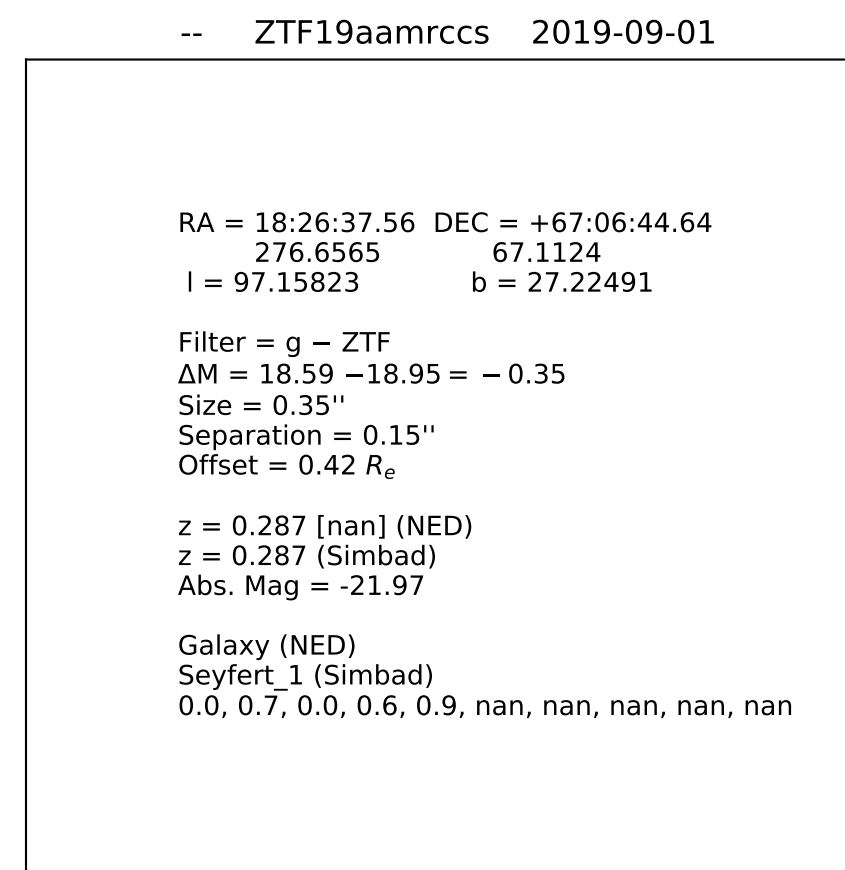 -- ZTF19aamrccs 2019-09-01
RA = 18:26:37.56 DEC = +67:06:44.64
276.6565 67.1124
l = 97.15823 b = 27.22491
Filter = g − ZTF
ΔM = 18.59 −18.95 = − 0.35
Size = 0.35''
Separation = 0.15''
Offset = 0.42 Re
z = 0.287 [nan] (NED)
z = 0.287 (Simbad)
Abs. Mag = -21.97
Galaxy (NED)
Seyfert_1 (Simbad)
0.0, 0.7, 0.0, 0.6, 0.9, nan, nan, nan, nan, nan